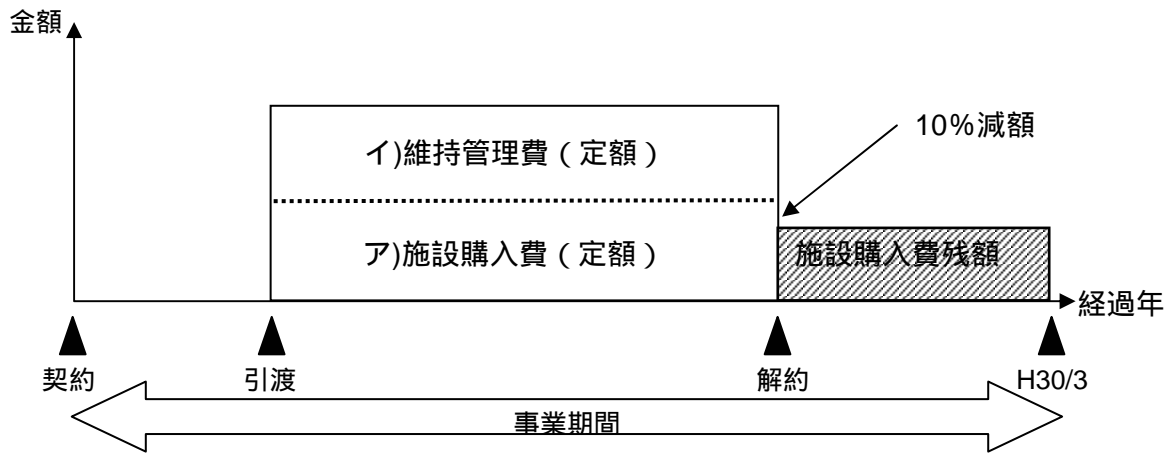 金額
10%減額
イ)維持管理費（定額）
ア)施設購入費（定額）
施設購入費残額
経過年
契約
引渡
解約
H30/3
事業期間